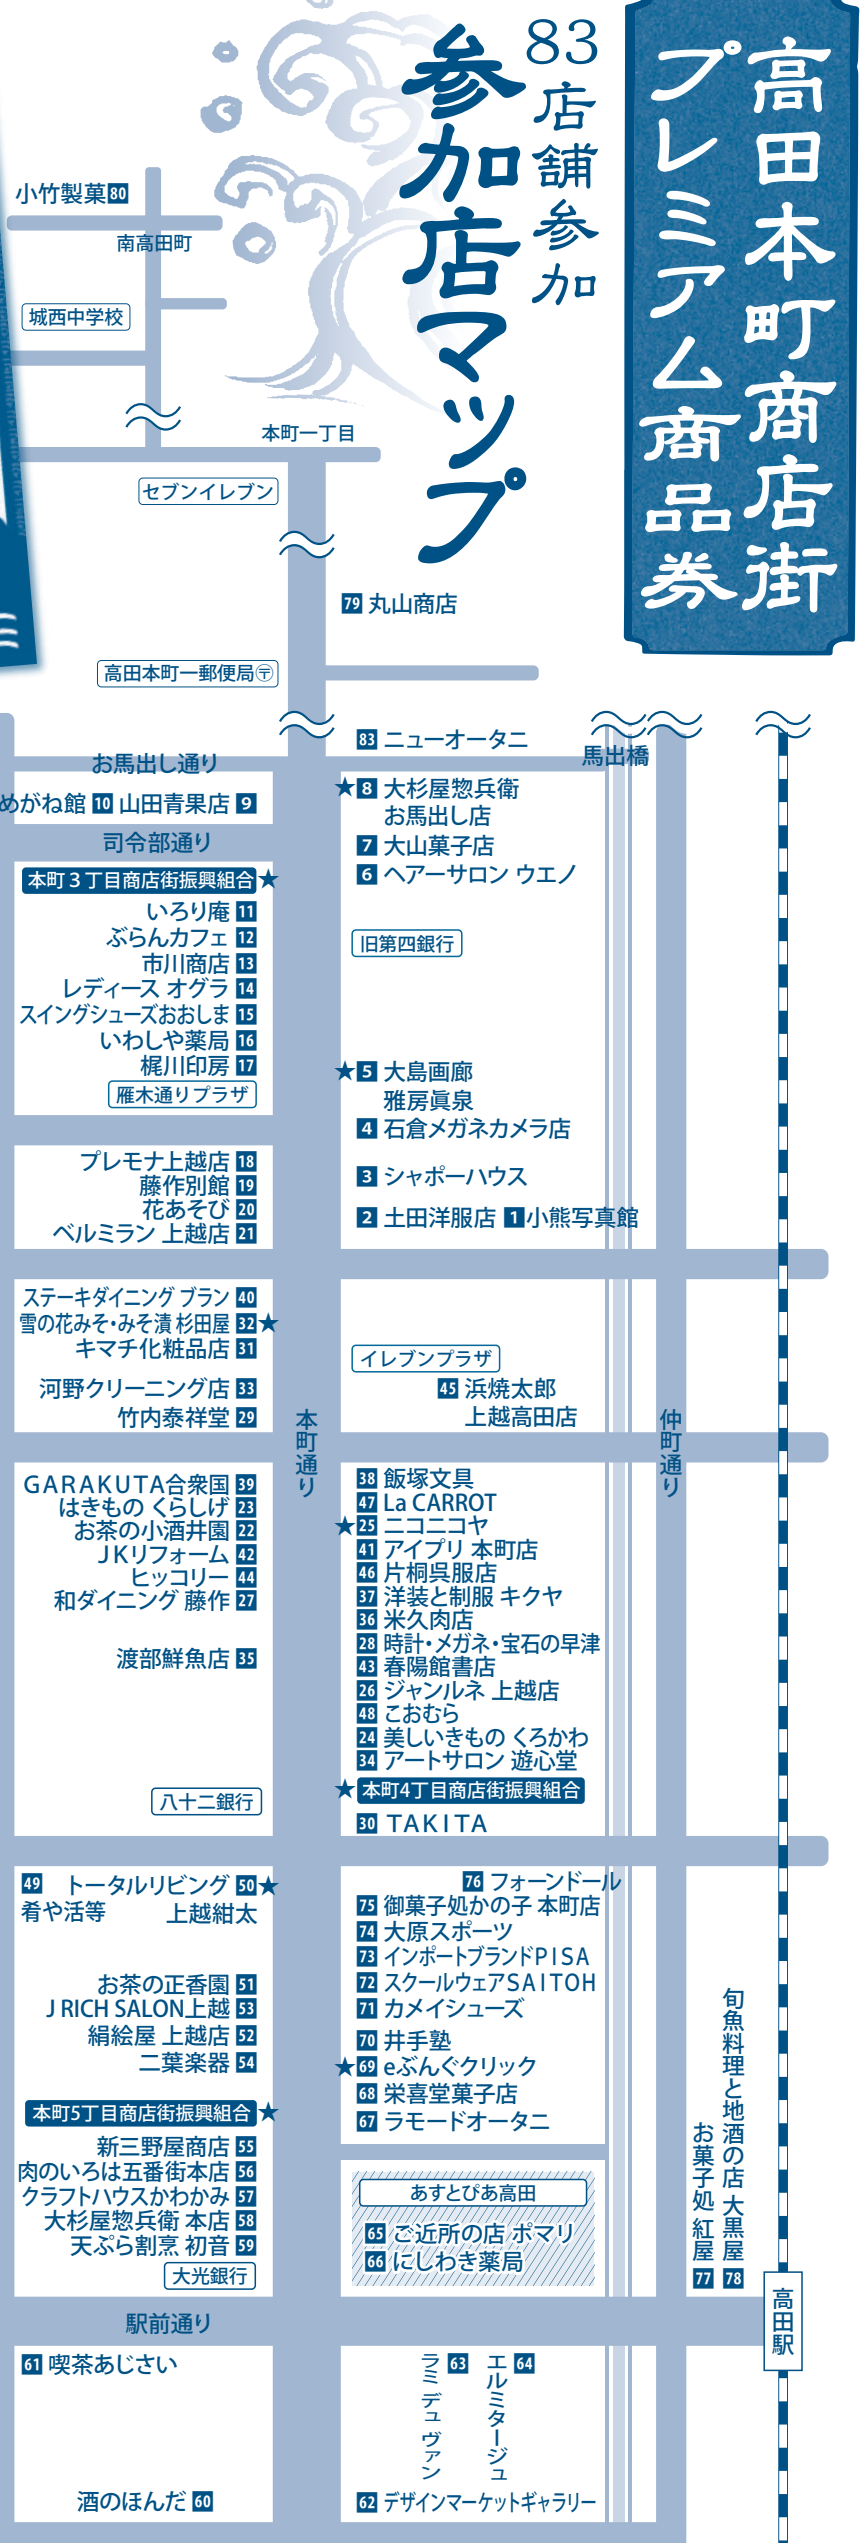 高田本町商店街
プレミアム商品券
83店舗参加
参加店マップ
小竹製菓80
南高田町
城西中学校
本町一丁目
セブンイレブン
79 丸山商店
高田本町一郵便局〒
83 ニューオータニ
馬出橋
お馬出し通り
めがね館 10 山田青果店 9
★8 大杉屋惣兵衛
お馬出し店
7 大山菓子店
6 ヘアーサロン ウエノ
司令部通り
本町３丁目商店街振興組合★
いろり庵 11
ぶらんカフェ 12
市川商店 13
レディース オグラ 14
スイングシューズおおしま 15
いわしや薬局 16
梶川印房 17
雁木通りプラザ
旧第四銀行
★5 大島画廊
雅房眞泉
4 石倉メガネカメラ店
3 シャポーハウス
2 土田洋服店 1小熊写真館
プレモナ上越店 18
藤作別館 19
花あそび 20
ベルミラン 上越店 21
ステーキダイニング ブラン 40
雪の花みそ・みそ漬 杉田屋 32★
キマチ化粧品店 31
河野クリーニング店 33
竹内泰祥堂 29
イレブンプラザ
45 浜焼太郎
上越高田店
本町通り
仲町通り
GARAKUTA合衆国 39
はきもの くらしげ 23
お茶の小酒井園 22
JKリフォーム 42
ヒッコリー 44
和ダイニング 藤作 27
渡部鮮魚店 35
八十二銀行
38 飯塚文具
47 La CARROT
★25 ニコニコヤ
41 アイプリ 本町店
46 片桐呉服店
37 洋装と制服 キクヤ
36 米久肉店
28 時計・メガネ・宝石の早津
43 春陽館書店
26 ジャンルネ 上越店
48 こおむら
24 美しいきもの くろかわ
34 アートサロン 遊心堂
★本町4丁目商店街振興組合
30 TAKITA
49 肴や活等
トータルリビング 50★
上越紺太
お茶の正香園 51
J RICH SALON上越 53
絹絵屋 上越店 52
二葉楽器 54
本町5丁目商店街振興組合★
新三野屋商店 55
肉のいろは五番街本店 56
クラフトハウスかわかみ 57
大杉屋惣兵衛 本店 58
天ぷら割烹 初音 59
大光銀行
76 フォーンドール
75 御菓子処かの子 本町店
74 大原スポーツ
73 インポートブランドPISA
72 スクールウェアSAITOH
71 カメイシューズ
70 井手塾
★69 eぶんぐクリック
68 栄喜堂菓子店
67 ラモードオータニ
あすとぴあ高田
65 ご近所の店 ポマリ
66 にしわき薬局
旬魚料理と地酒の店 大黒屋 78
お菓子処 紅屋 77
高田駅
駅前通り
61 喫茶あじさい
酒のほんだ 60
63 ラミ デュ ヴァン
64 エルミタージュ
62 デザインマーケットギャラリー